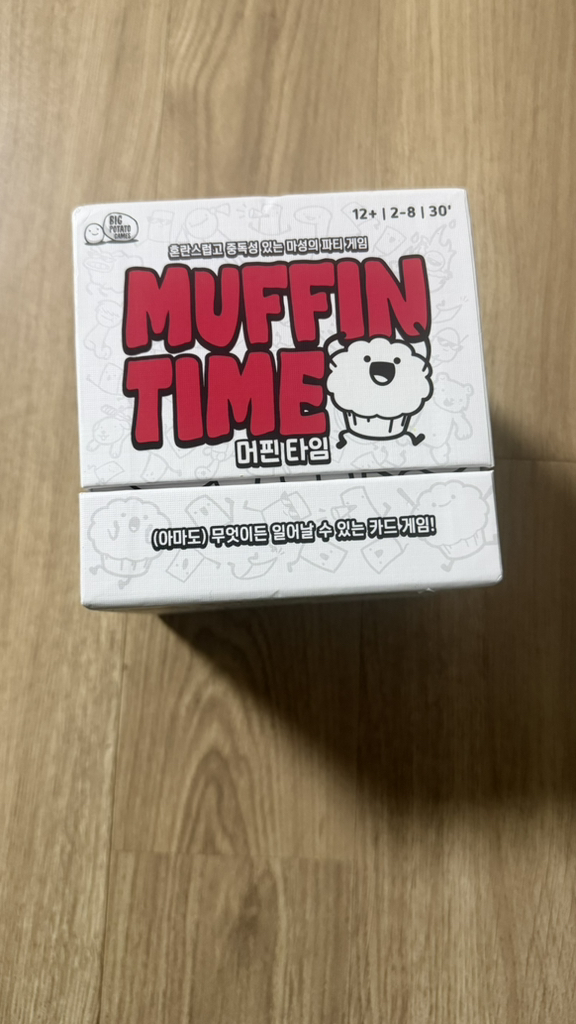 BIG
POTATO
GAMES
12+ | 2-8 | 30'
혼란스럽고 중독성 있는 마성의 파티 게임
MUFFIN
TIME
머핀 타임
(아마도) 무엇이든 일어날 수 있는 카드 게임!